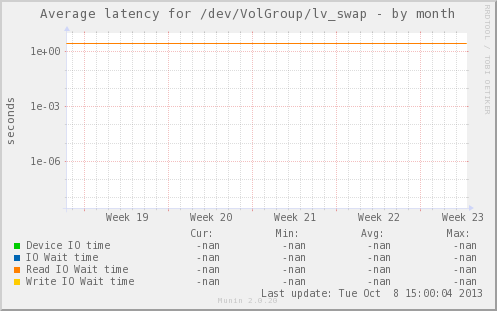 Average latency for /dev/VolGroup/lv_swap - by month
RRDTOOL / TOBI OETIKER
seconds
1e+00
1e-03
1e-06
Week 19 Week 20 Week 21 Week 22 Week 23
Cur: Min: Avg: Max:
Device IO time -nan -nan -nan -nan
IO Wait time -nan -nan -nan -nan
Read IO Wait time -nan -nan -nan -nan
Write IO Wait time -nan -nan -nan -nan
Last update: Tue Oct 8 15:00:04 2013
Munin 2.0.20